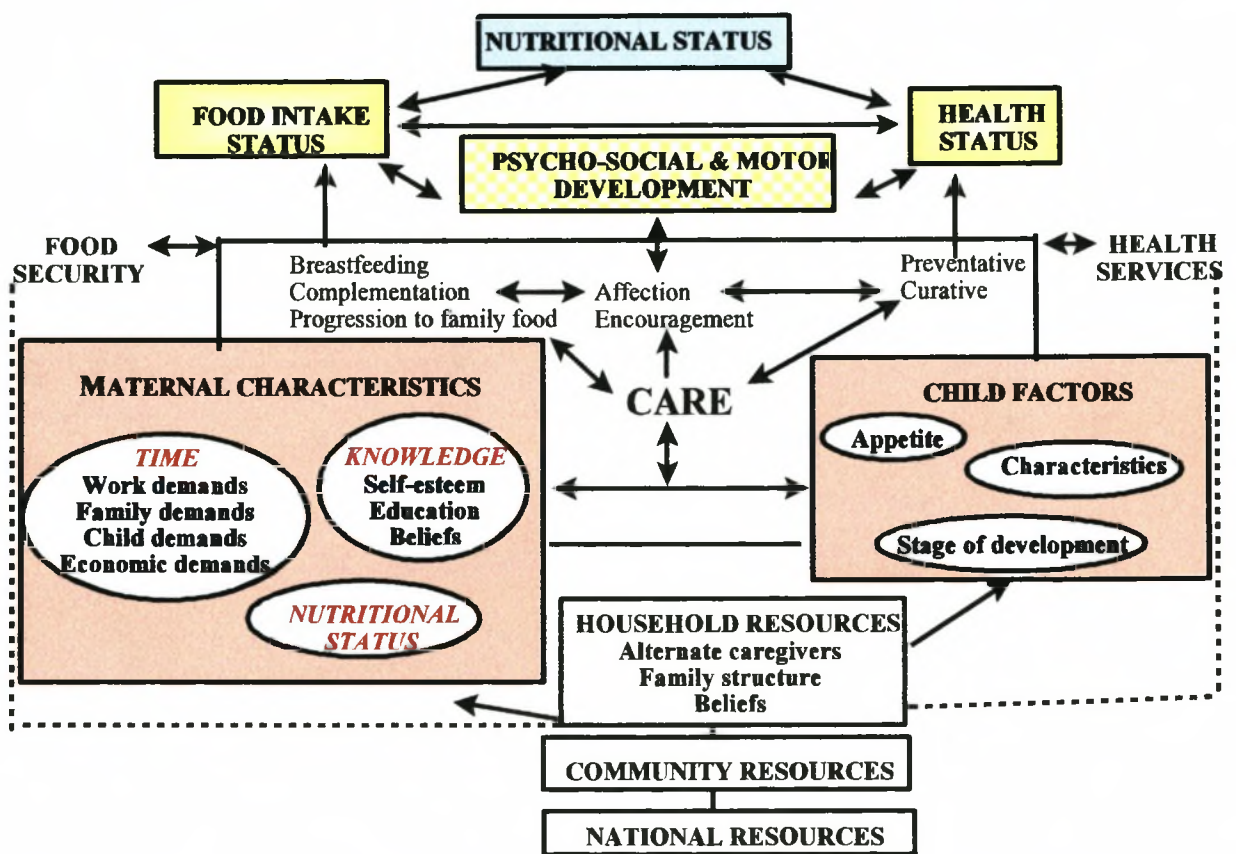 NUTRITIONAL STATUS
FOOD INTAKE
STATUS
HEALTH
STATUS
PSYCHO-SOCIAL & MOTOR
DEVELOPMENT
FOOD
SECURITY
HEALTH
SERVICES
Breastfeeding
Complementation
Progression to family food
Affection
Encouragement
Preventative
Curative
CARE
MATERNAL CHARACTERISTICS
TIME
Work demands
Family demands
Child demands
Economic demands
KNOWLEDGE
Self-esteem
Education
Beliefs
NUTRITIONAL
STATUS
CHILD FACTORS
Appetite
Characteristics
Stage of development
HOUSEHOLD RESOURCES
Alternate caregivers
Family structure
Beliefs
COMMUNITY RESOURCES
NATIONAL RESOURCES